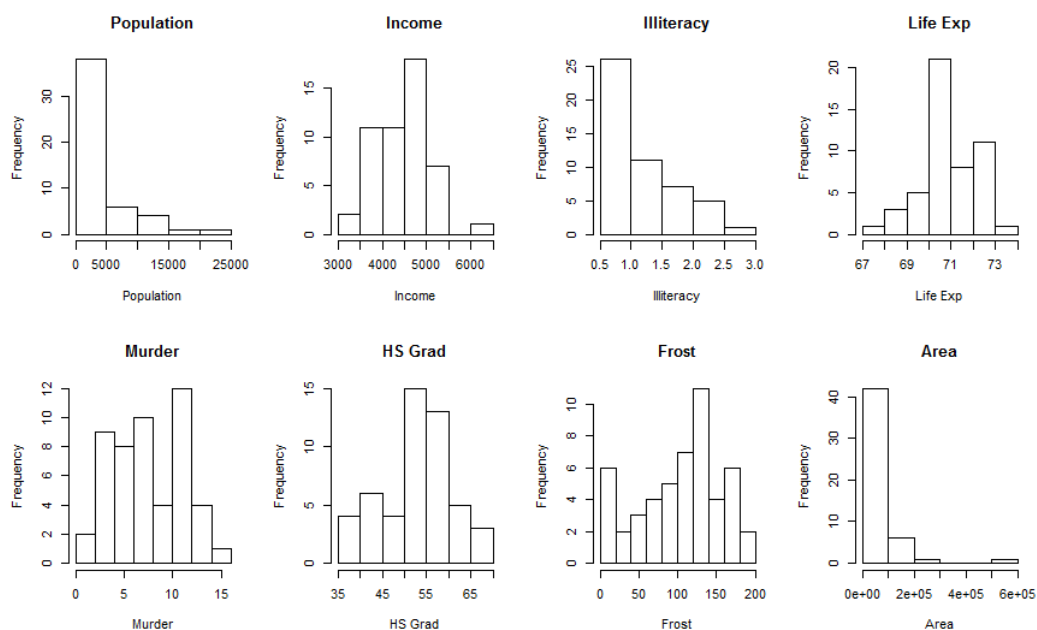 Population
Income
Illiteracy
Life Exp
Frequency
0 10 20 30
0 5000 15000 25000
Population
Frequency
0 5 10 15
3000 4000 5000 6000
Income
Frequency
0 5 10 15 20 25
0.5 1.0 1.5 2.0 2.5 3.0
Illiteracy
Frequency
0 5 10 15 20
67 69 71 73
Life Exp
Murder
HS Grad
Frost
Area
Frequency
0 2 4 6 8 10 12
0 5 10 15
Murder
Frequency
0 5 10 15
35 45 55 65
HS Grad
Frequency
0 2 4 6 8 10
0 50 100 150 200
Frost
Frequency
0 10 20 30 40
0e+00 2e+05 4e+05 6e+05
Area